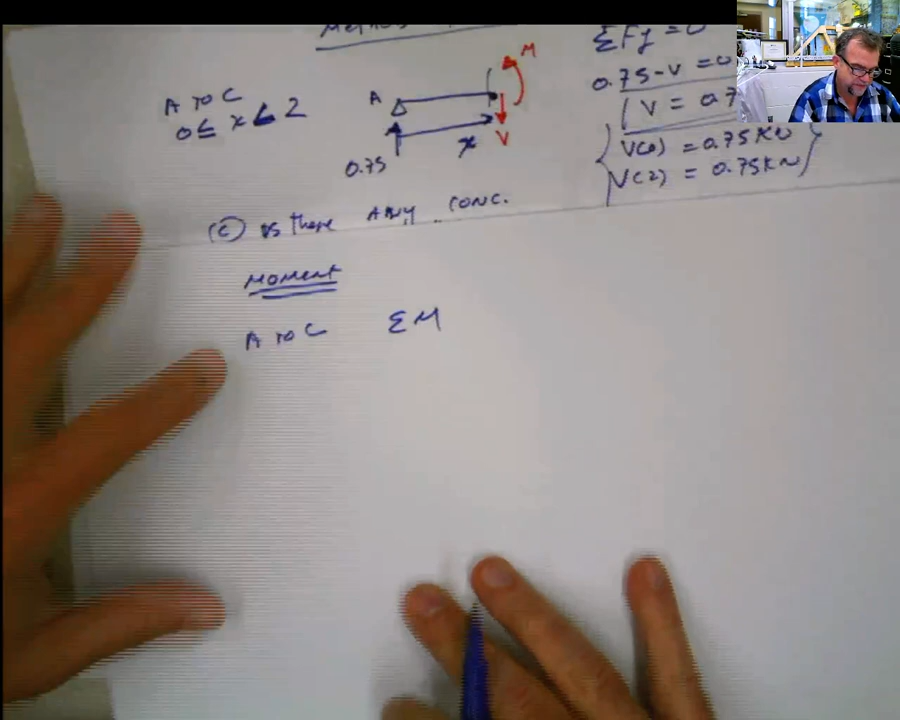 Method
A TO C
0 ≤ x ≤ 2
A
M
V
x
0.75
ΣFy = 0
0.75 - V = 0
V = 0.7
V(0) = 0.75 KN
V(2) = 0.75 KN
(C) is there ANY CONC.
Moment
A TO C ΣM